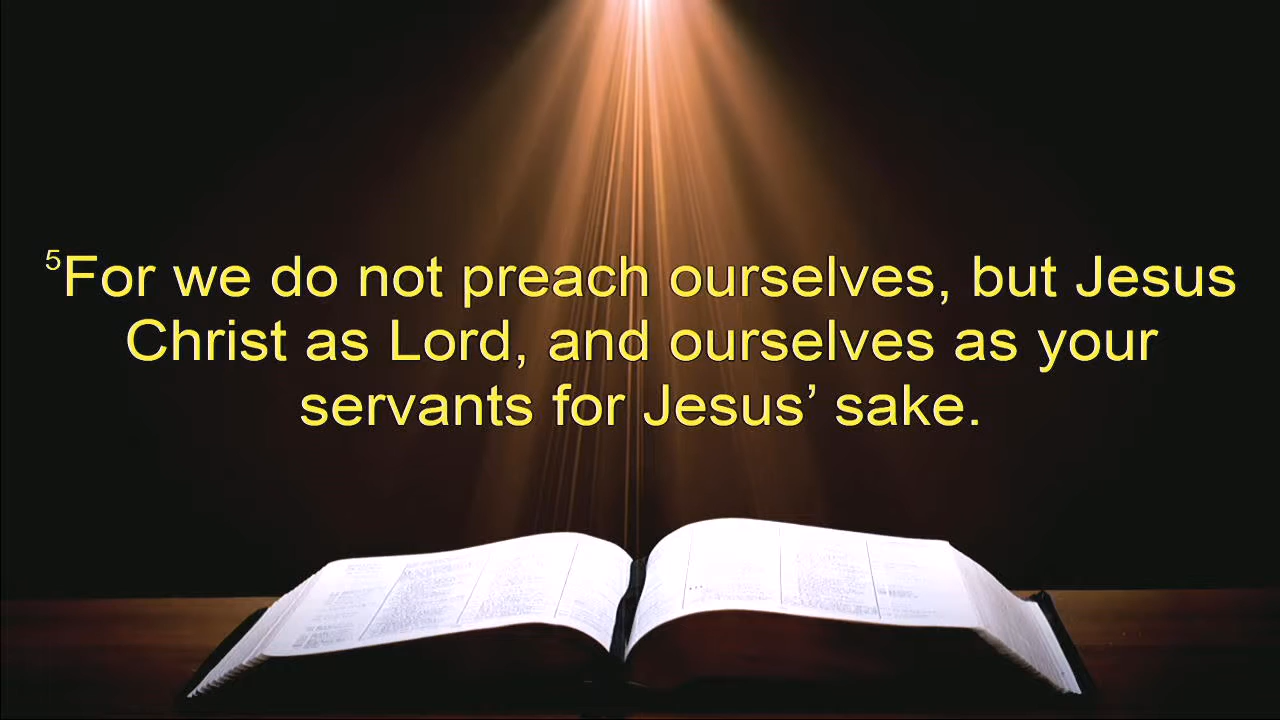 ⁵For we do not preach ourselves, but Jesus
Christ as Lord, and ourselves as your
servants for Jesus’ sake.